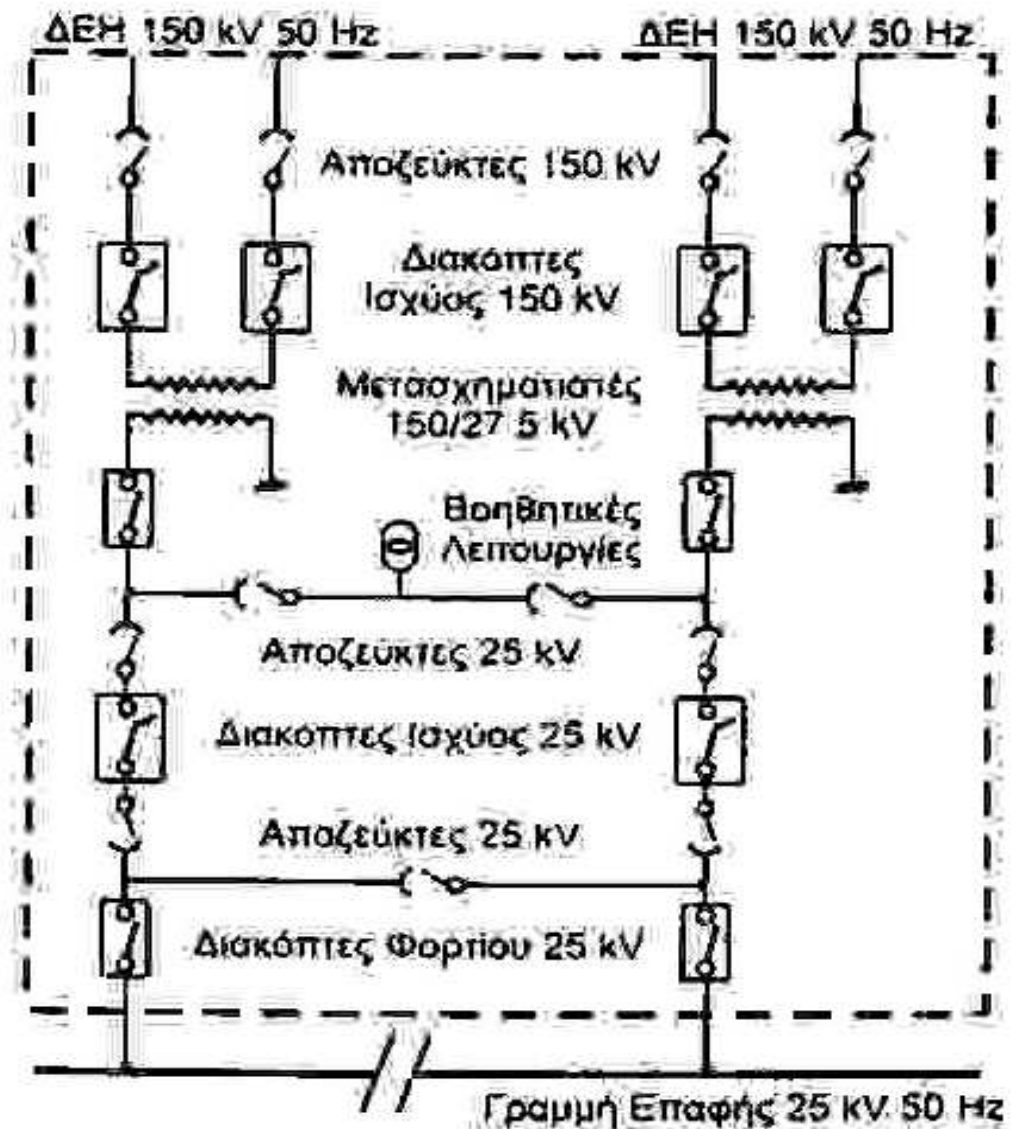 ΔΕΗ 150 kV 50 Hz
ΔΕΗ 150 kV 50 Hz
Αποζεύκτες 150 kV
Διακόπτες
Ισχύος 150 kV
Μετασχηματιστές
150/27 5 kV
Βοηθητικές
Λειτουργίες
Αποζεύκτες 25 kV
Διακόπτες Ισχύος 25 kV
Αποζεύκτες 25 kV
Διακόπτες Φορτίου 25 kV
Γραμμή Επαφής 25 kV 50 Hz